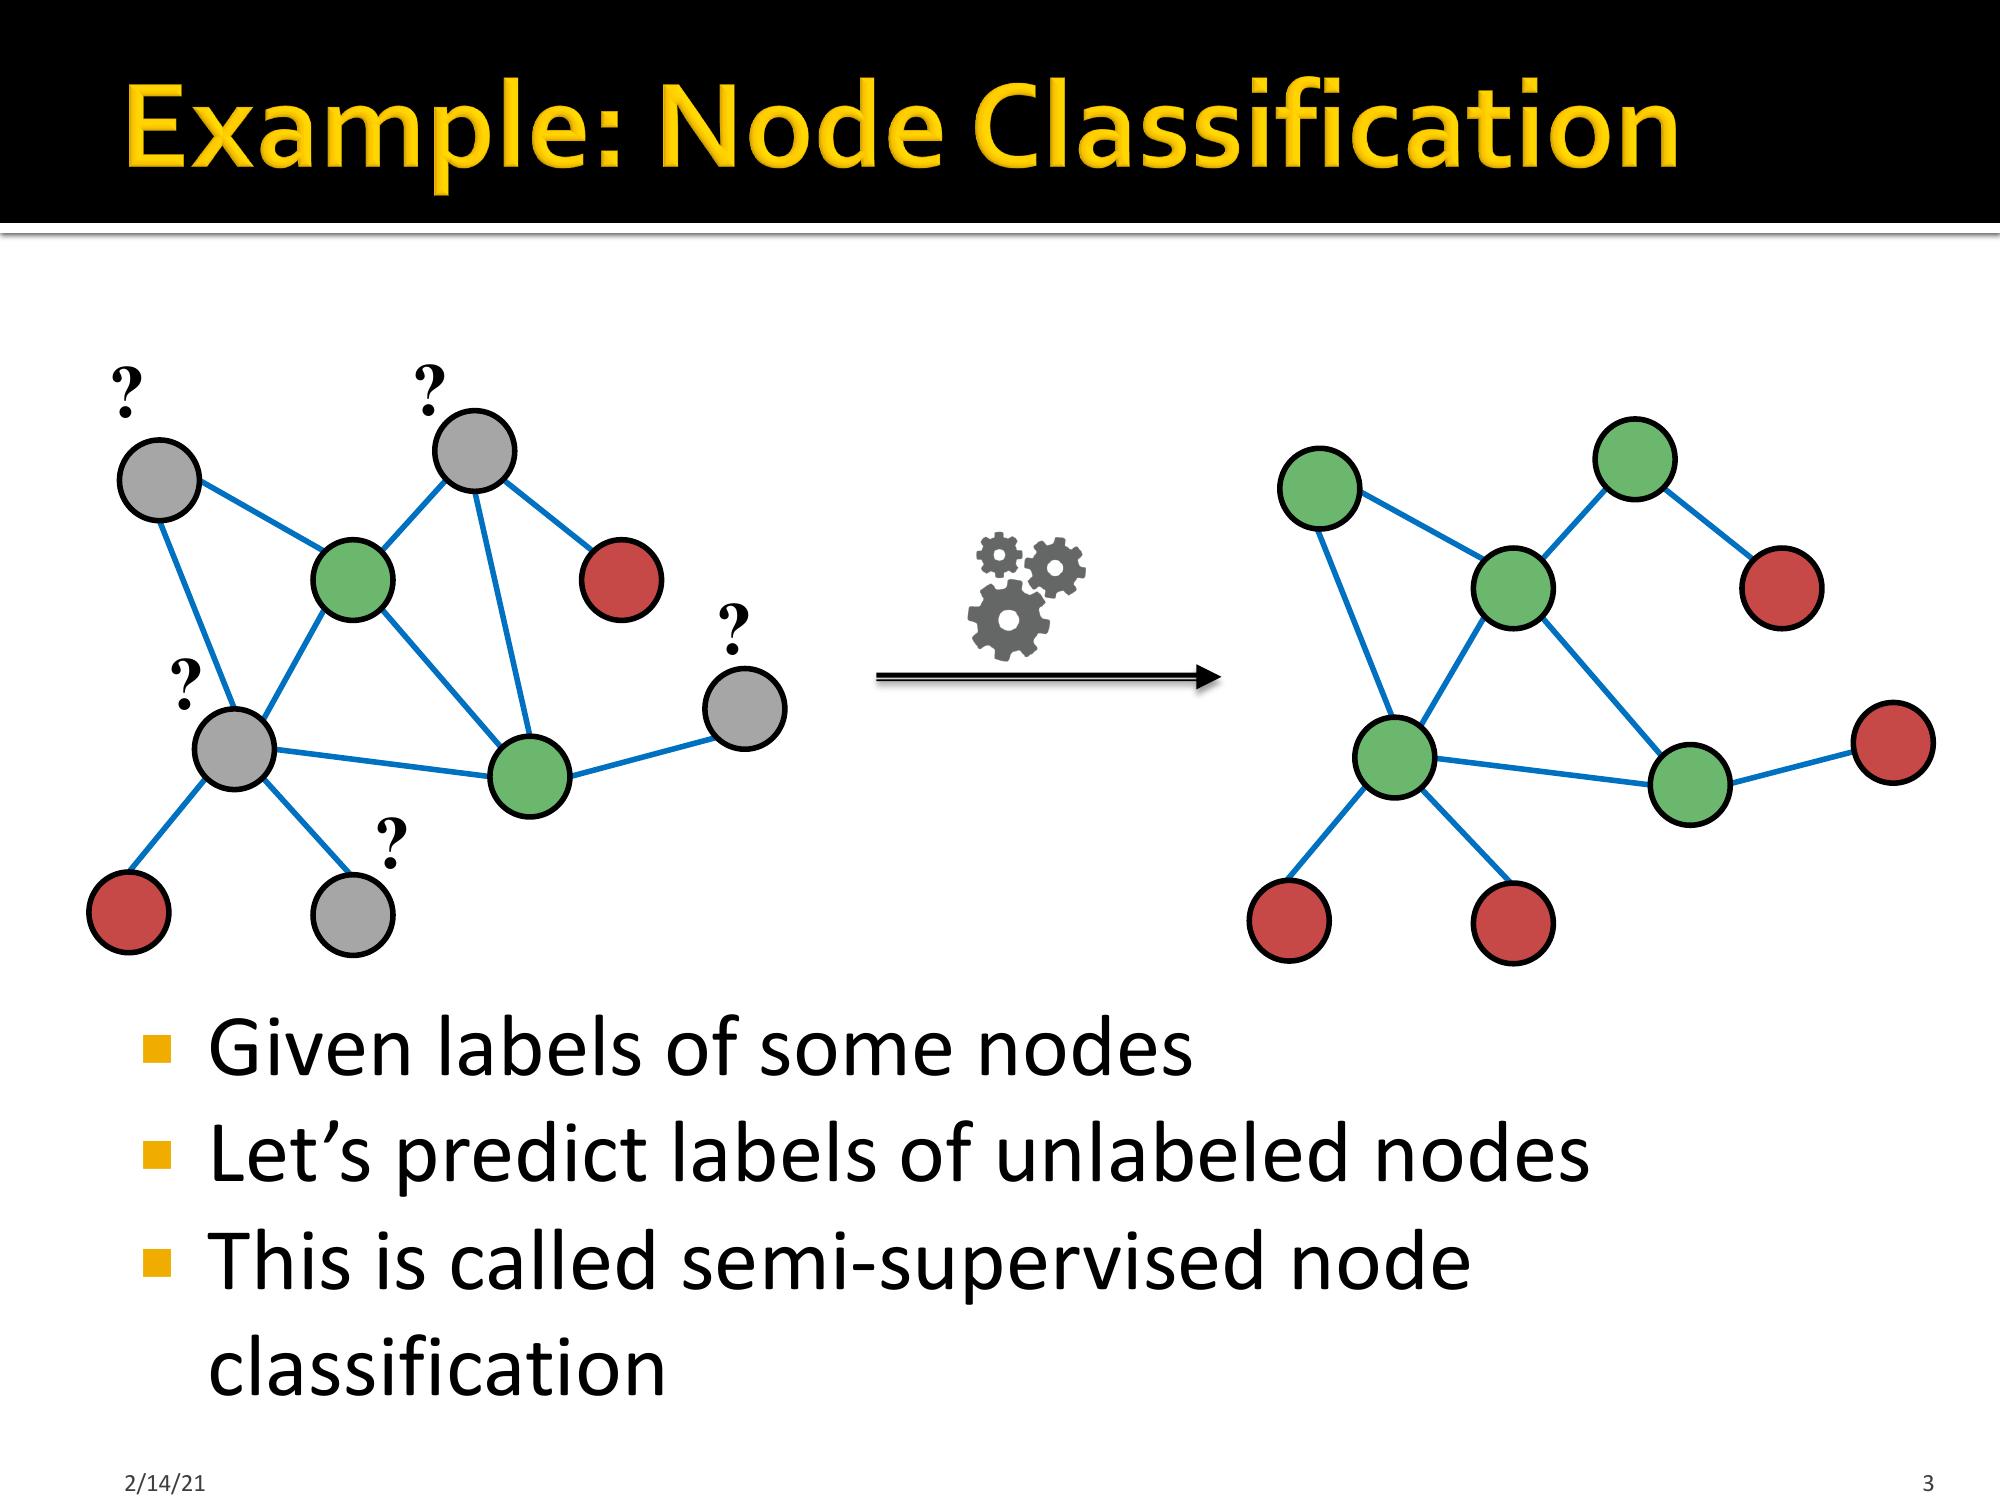 Example: Node Classification
?
?
?
?
?
Given labels of some nodes
Let’s predict labels of unlabeled nodes
This is called semi-supervised node
classification
2/14/21
3